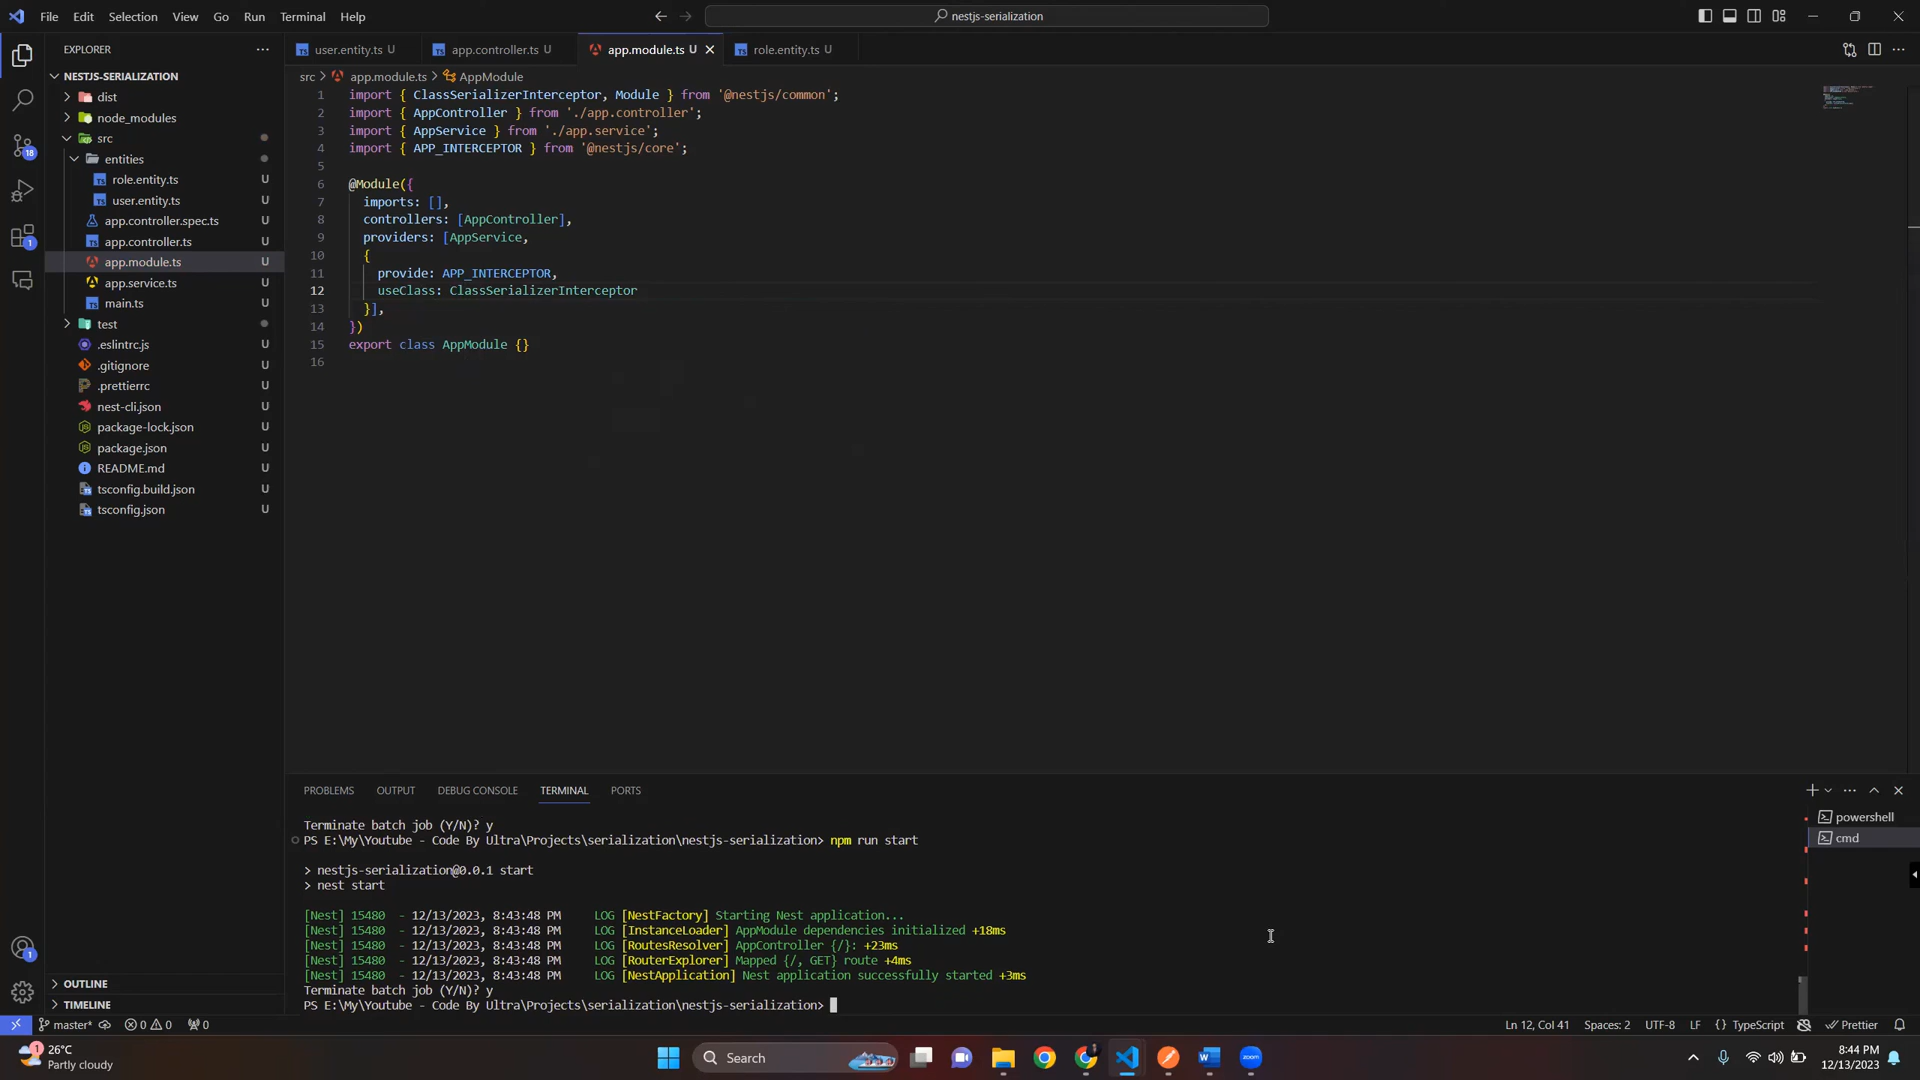 File Edit Selection View Go Run Terminal Help
nestjs-serialization
EXPLORER
NESTJS-SERIALIZATION
dist
node_modules
src
entities
role.entity.ts U
user.entity.ts U
app.controller.spec.ts U
app.controller.ts U
app.module.ts U
app.service.ts U
main.ts U
test
.eslintrc.js U
.gitignore U
.prettierrc U
nest-cli.json U
package-lock.json U
package.json U
README.md U
tsconfig.build.json U
tsconfig.json U
OUTLINE
TIMELINE
18
1
1
user.entity.ts U app.controller.ts U app.module.ts U role.entity.ts U
src > app.module.ts > AppModule
1 import { ClassSerializerInterceptor, Module } from '@nestjs/common';
2 import { AppController } from './app.controller';
3 import { AppService } from './app.service';
4 import { APP_INTERCEPTOR } from '@nestjs/core';
5
6 @Module({
7 imports: [],
8 controllers: [AppController],
9 providers: [AppService,
10 {
11 provide: APP_INTERCEPTOR,
12 useClass: ClassSerializerInterceptor
13 }],
14 })
15 export class AppModule {}
16
PROBLEMS OUTPUT DEBUG CONSOLE TERMINAL PORTS
powershell
cmd
Terminate batch job (Y/N)? y
PS E:\My\Youtube - Code By Ultra\Projects\serialization\nestjs-serialization> npm run start
> nestjs-serialization@0.0.1 start
> nest start
[Nest] 15480 - 12/13/2023, 8:43:48 PM LOG [NestFactory] Starting Nest application...
[Nest] 15480 - 12/13/2023, 8:43:48 PM LOG [InstanceLoader] AppModule dependencies initialized +18ms
[Nest] 15480 - 12/13/2023, 8:43:48 PM LOG [RoutesResolver] AppController {/}: +23ms
[Nest] 15480 - 12/13/2023, 8:43:48 PM LOG [RouterExplorer] Mapped {/, GET} route +4ms
[Nest] 15480 - 12/13/2023, 8:43:48 PM LOG [NestApplication] Nest application successfully started +3ms
Terminate batch job (Y/N)? y
PS E:\My\Youtube - Code By Ultra\Projects\serialization\nestjs-serialization>
master* 0 0 0
Ln 12, Col 41 Spaces: 2 UTF-8 LF {} TypeScript Prettier
1
26°C
Partly cloudy
Search
zoom
8:44 PM
12/13/2023